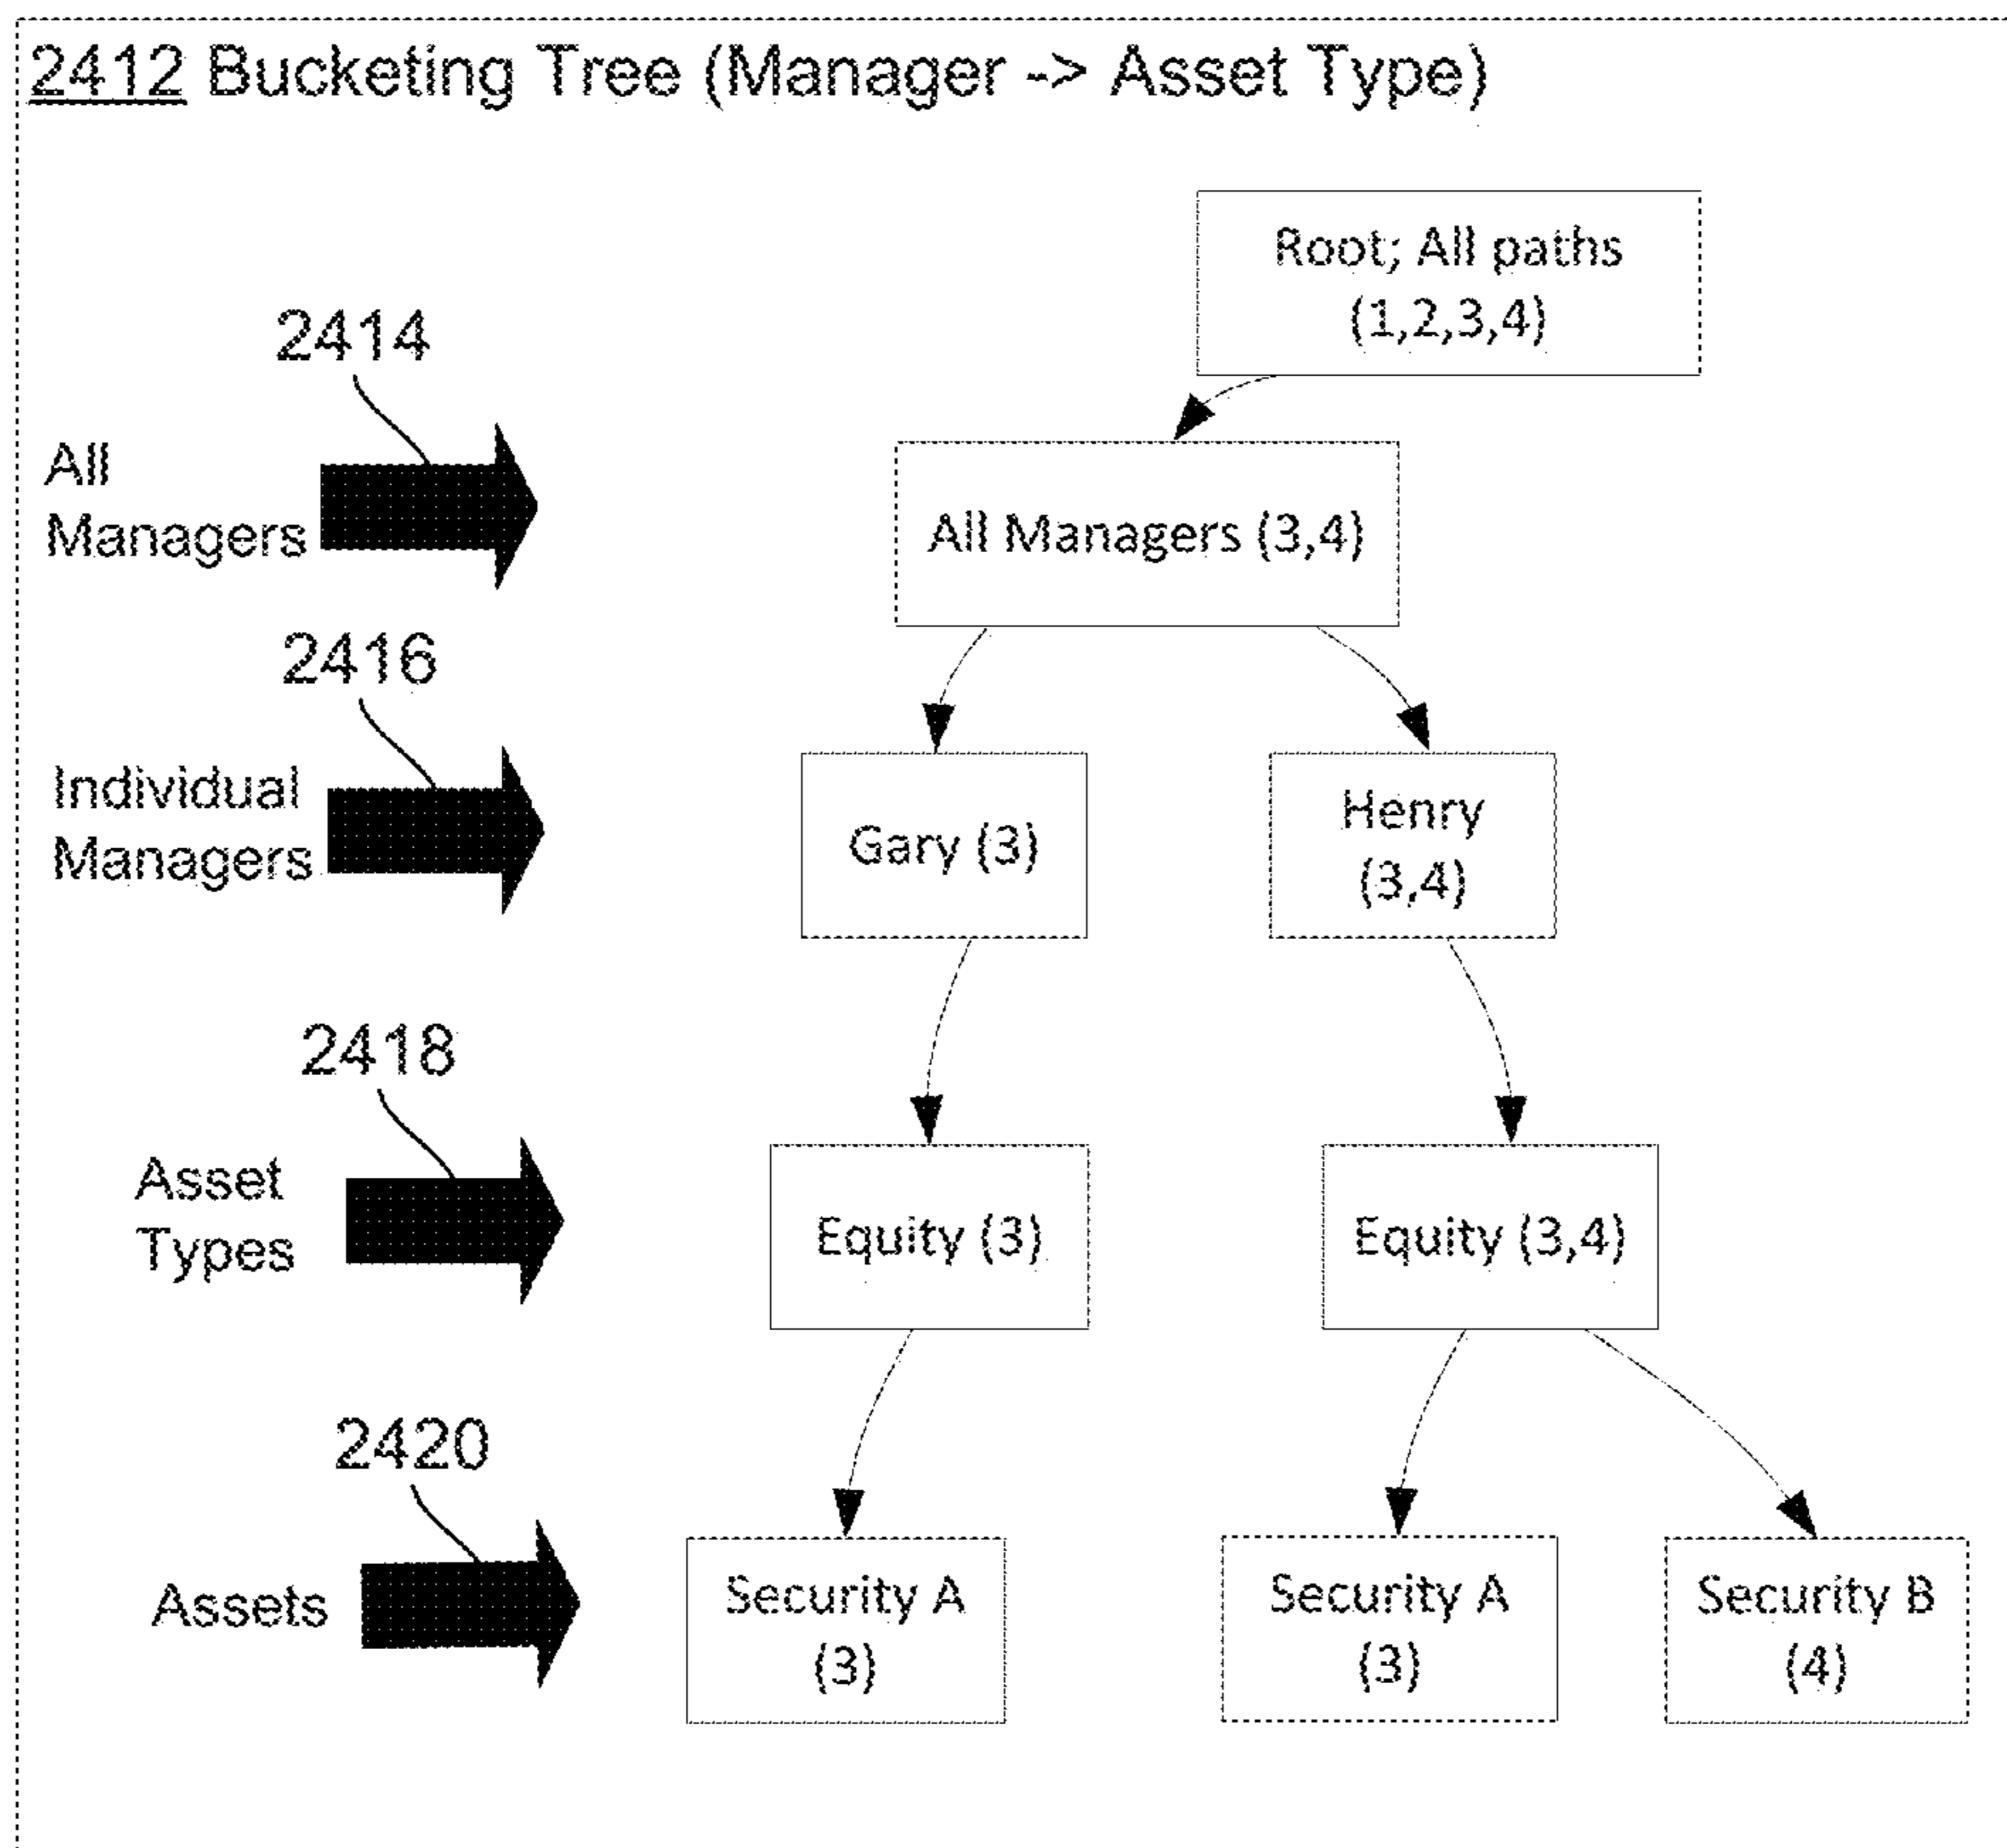 2412 Bucketing Tree (Manager -> Asset Type)
Root; All paths
(1,2,3,4)
2414
All
Managers
All Managers (3,4)
2416
Individual
Managers
Gary (3)
Henry
(3,4)
2418
Asset
Types
Equity (3)
Equity (3,4)
2420
Assets
Security A
(3)
Security A
(3)
Security B
(4)